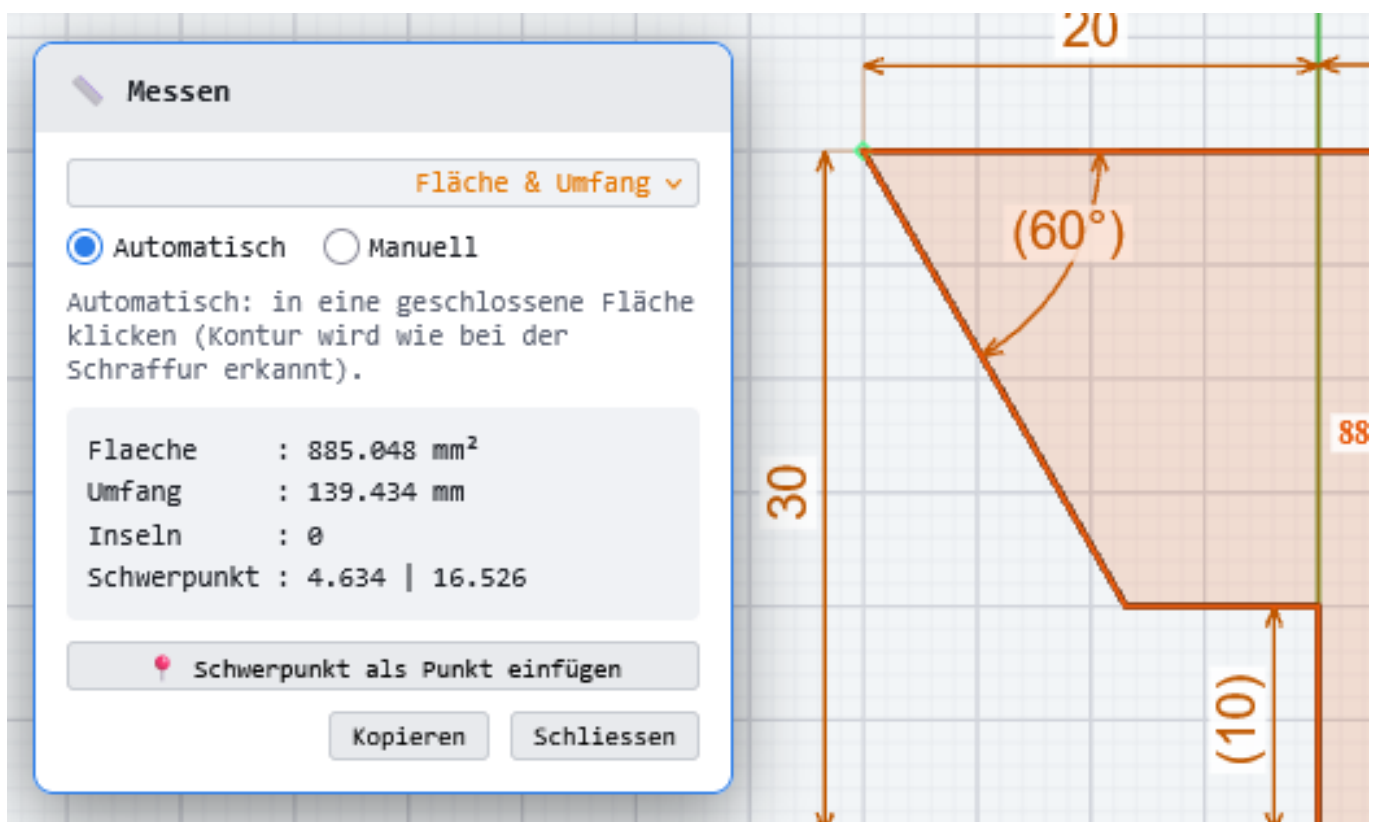 Messen
Fläche & Umfang
Automatisch
Manuell
Automatisch: in eine geschlossene Fläche
klicken (Kontur wird wie bei der
Schraffur erkannt).
Flaeche : 885.048 mm²
Umfang : 139.434 mm
Inseln : 0
Schwerpunkt : 4.634 | 16.526
Schwerpunkt als Punkt einfügen
Kopieren
Schliessen
20
(60°)
30
88
(10)